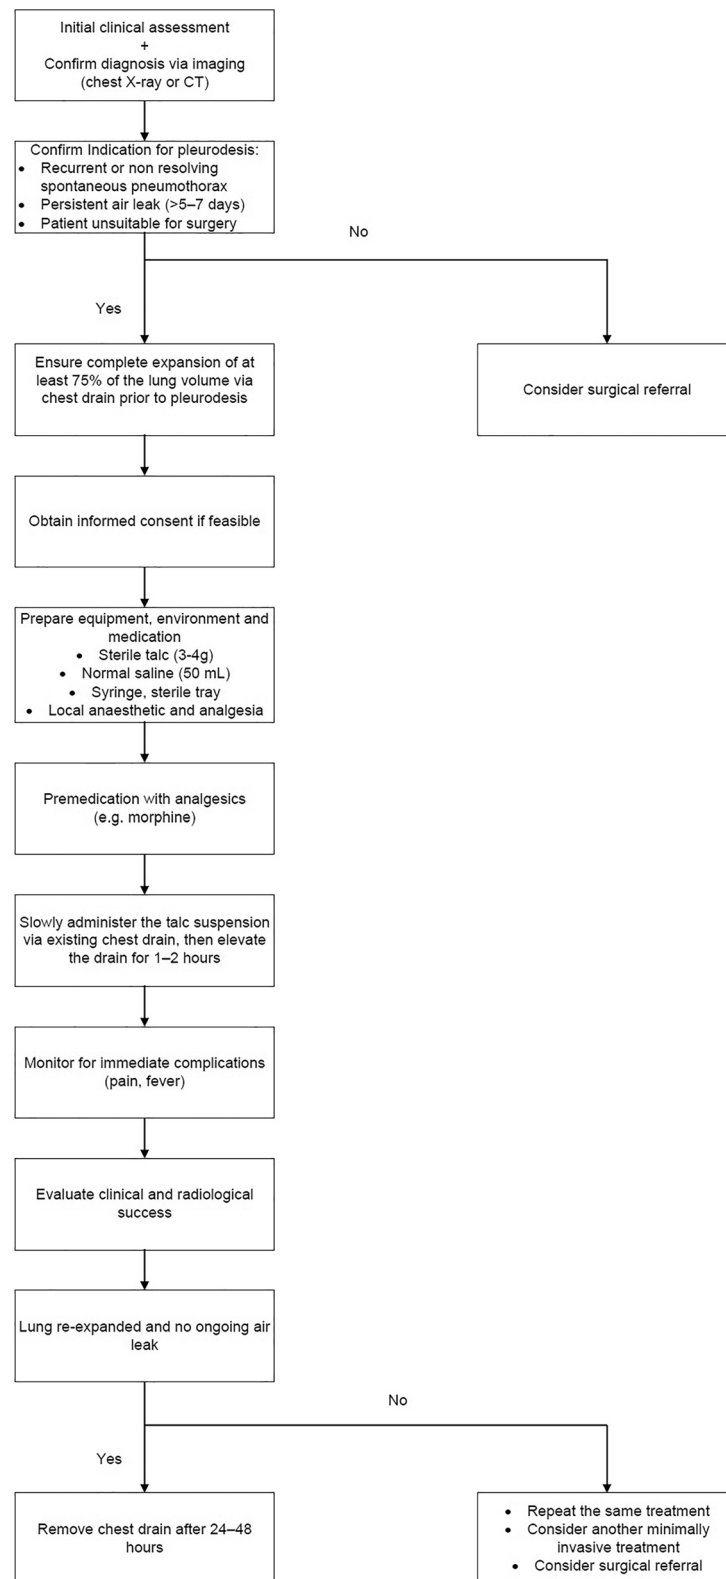 Initial clinical assessment
+
Confirm diagnosis via imaging
(chest X-ray or CT)
Confirm Indication for pleurodesis:
• Recurrent or non resolving
spontaneous pneumothorax
• Persistent air leak (>5–7 days)
• Patient unsuitable for surgery
No
Yes
Ensure complete expansion of at
least 75% of the lung volume via
chest drain prior to pleurodesis
Consider surgical referral
Obtain informed consent if feasible
Prepare equipment, environment and
medication
• Sterile talc (3-4g)
• Normal saline (50 mL)
• Syringe, sterile tray
• Local anaesthetic and analgesia
Premedication with analgesics
(e.g. morphine)
Slowly administer the talc suspension
via existing chest drain, then elevate
the drain for 1–2 hours
Monitor for immediate complications
(pain, fever)
Evaluate clinical and radiological
success
Lung re-expanded and no ongoing air
leak
No
Yes
Remove chest drain after 24–48
hours
• Repeat the same treatment
• Consider another minimally
invasive treatment
• Consider surgical referral